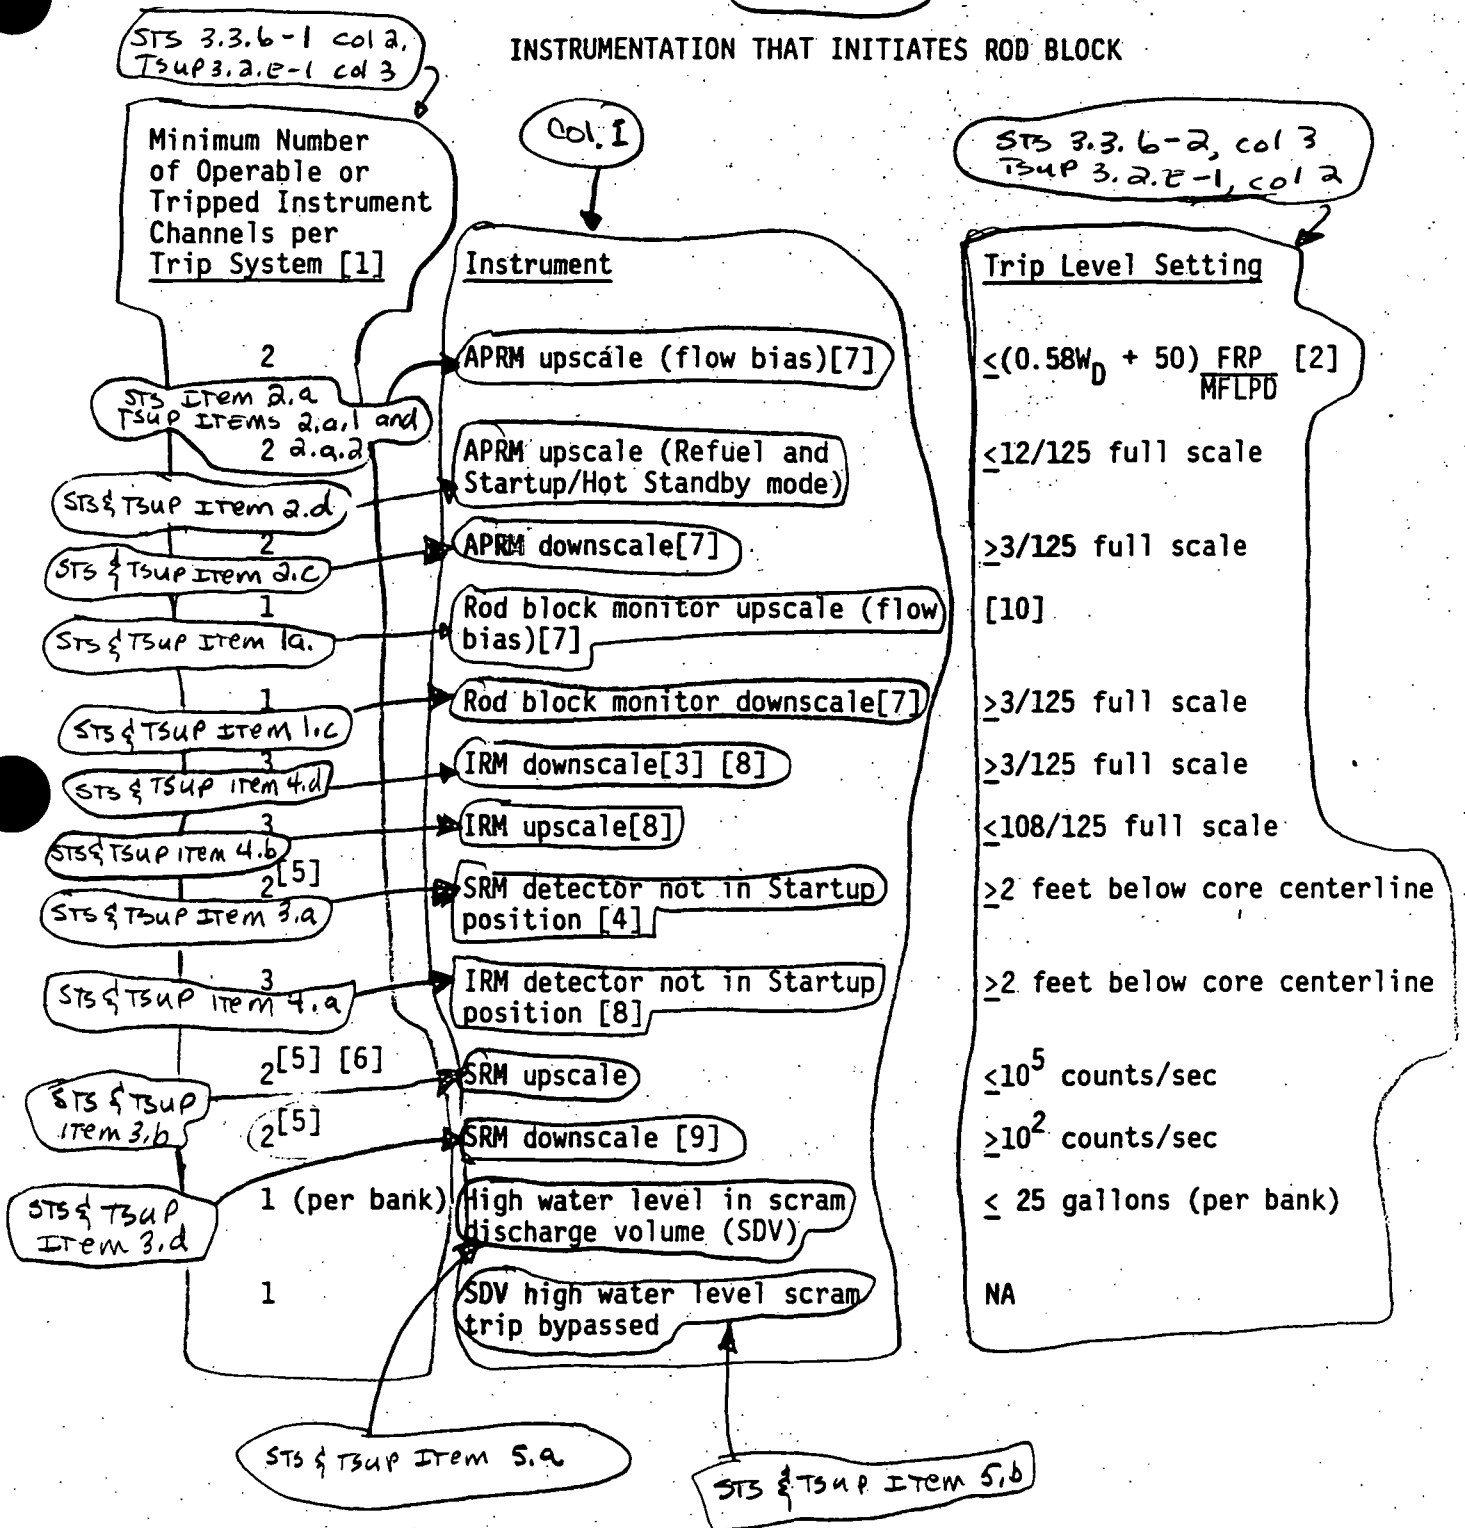 STS 3.3.6-1 col 2,
TSUP 3.2.E-1 col 3
INSTRUMENTATION THAT INITIATES ROD BLOCK
Col. I
STS 3.3.6-2, col 3
TSUP 3.2.E-1, col 2
Minimum Number
of Operable or
Tripped Instrument
Channels per
Trip System [1]
Instrument
Trip Level Setting
2 APRM upscale (flow bias)[7] ≤(0.58W_D + 50) FRP/MFLPD [2]
STS Item 2.a
TSUP ITEMS 2.a.1 and
2.a.2
2 APRM upscale (Refuel and ≤12/125 full scale
Startup/Hot Standby mode)
STS & TSUP Item 2.d
2 APRM downscale[7] ≥3/125 full scale
STS & TSUP Item 2.c
1 Rod block monitor upscale (flow [10]
bias)[7]
STS & TSUP Item 1a.
1 Rod block monitor downscale[7] ≥3/125 full scale
STS & TSUP Item 1.c
3 IRM downscale[3] [8] ≥3/125 full scale
STS & TSUP Item 4.d
3 IRM upscale[8] ≤108/125 full scale
STS & TSUP Item 4.b
2[5] SRM detector not in Startup ≥2 feet below core centerline
position [4]
STS & TSUP Item 3.a
3 IRM detector not in Startup ≥2 feet below core centerline
position [8]
STS & TSUP Item 4.a
2[5] [6] SRM upscale ≤10^5 counts/sec
STS & TSUP
Item 3.b
2[5] SRM downscale [9] ≥10^2 counts/sec
STS & TSUP
Item 3.d
1 (per bank) High water level in scram ≤ 25 gallons (per bank)
discharge volume (SDV)
1 SDV high water level scram NA
trip bypassed
STS & TSUP Item 5.a
STS & TSUP Item 5.b